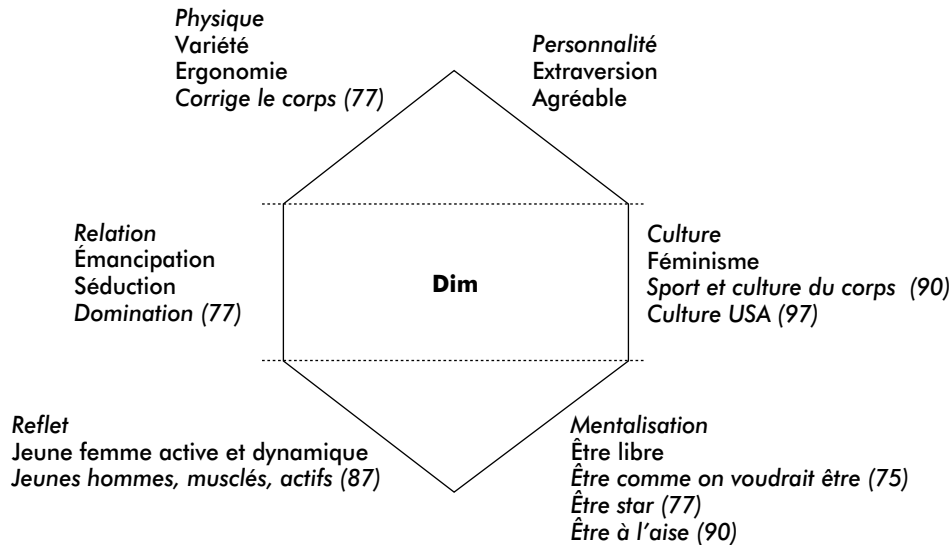 Physique
Variété
Ergonomie
Corrige le corps (77)
Personnalité
Extraversion
Agréable
Relation
Émancipation
Séduction
Domination (77)
Dim
Culture
Féminisme
Sport et culture du corps (90)
Culture USA (97)
Reflet
Jeune femme active et dynamique
Jeunes hommes, musclés, actifs (87)
Mentalisation
Être libre
Être comme on voudrait être (75)
Être star (77)
Être à l'aise (90)